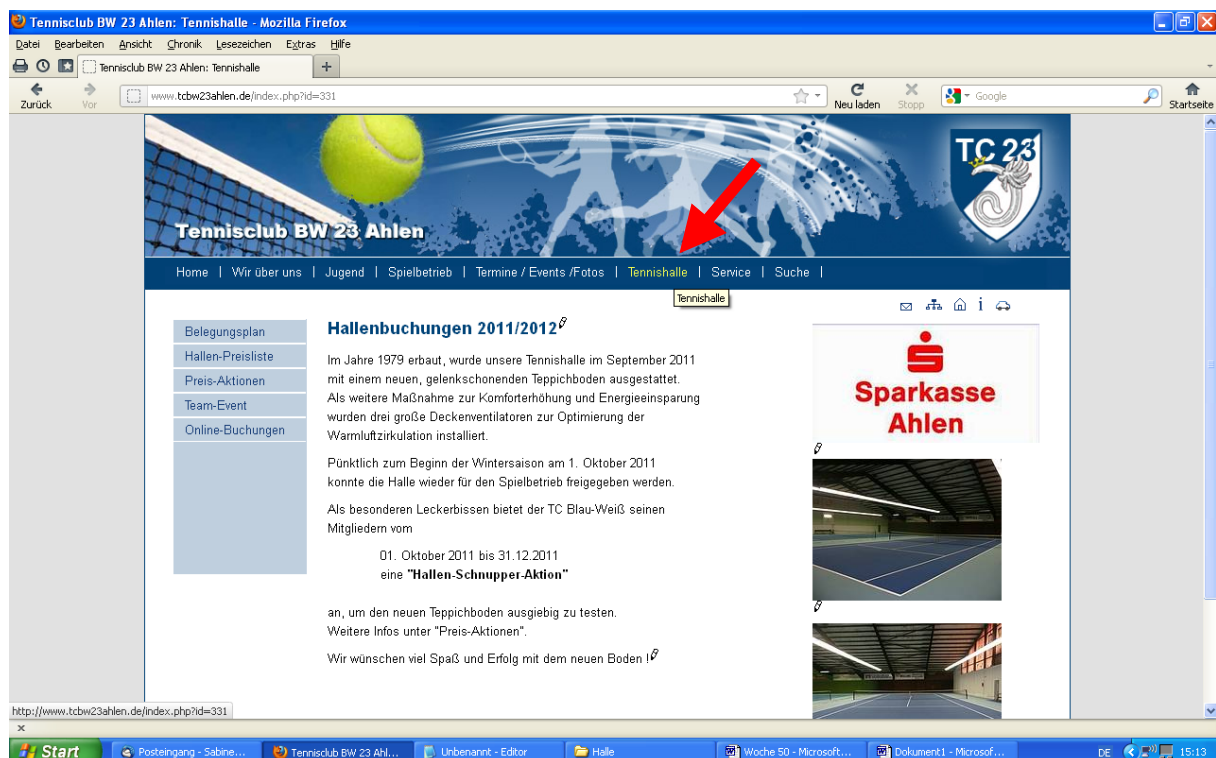 Tennisclub BW 23 Ahlen: Tennishalle - Mozilla Firefox
Datei Bearbeiten Ansicht Chronik Lesezeichen Extras Hilfe
Tennisclub BW 23 Ahlen: Tennishalle
Zurück Vor www.tcbw23ahlen.de/index.php?id=331 Neu laden Stopp Google Startseite
TC 23
Tennisclub BW 23 Ahlen
Home | Wir über uns | Jugend | Spielbetrieb | Termine / Events /Fotos | Tennishalle | Service | Suche |
Tennishalle
Belegungsplan
Hallen-Preisliste
Preis-Aktionen
Team-Event
Online-Buchungen
Hallenbuchungen 2011/2012
Im Jahre 1979 erbaut, wurde unsere Tennishalle im September 2011
mit einem neuen, gelenkschonenden Teppichboden ausgestattet.
Als weitere Maßnahme zur Komforterhöhung und Energieeinsparung
wurden drei große Deckenventilatoren zur Optimierung der
Warmluftzirkulation installiert.
Pünktlich zum Beginn der Wintersaison am 1. Oktober 2011
konnte die Halle wieder für den Spielbetrieb freigegeben werden.
Als besonderen Leckerbissen bietet der TC Blau-Weiß seinen
Mitgliedern vom
01. Oktober 2011 bis 31.12.2011
eine "Hallen-Schnupper-Aktion"
an, um den neuen Teppichboden ausgiebig zu testen.
Weitere Infos unter "Preis-Aktionen".
Wir wünschen viel Spaß und Erfolg mit dem neuen Boden !
Sparkasse
Ahlen
http://www.tcbw23ahlen.de/index.php?id=331
Start Posteingang - Sabine... Tennisclub BW 23 Ahl... Unbenannt - Editor Halle Woche 50 - Microsoft... Dokument1 - Microsof... DE 15:13